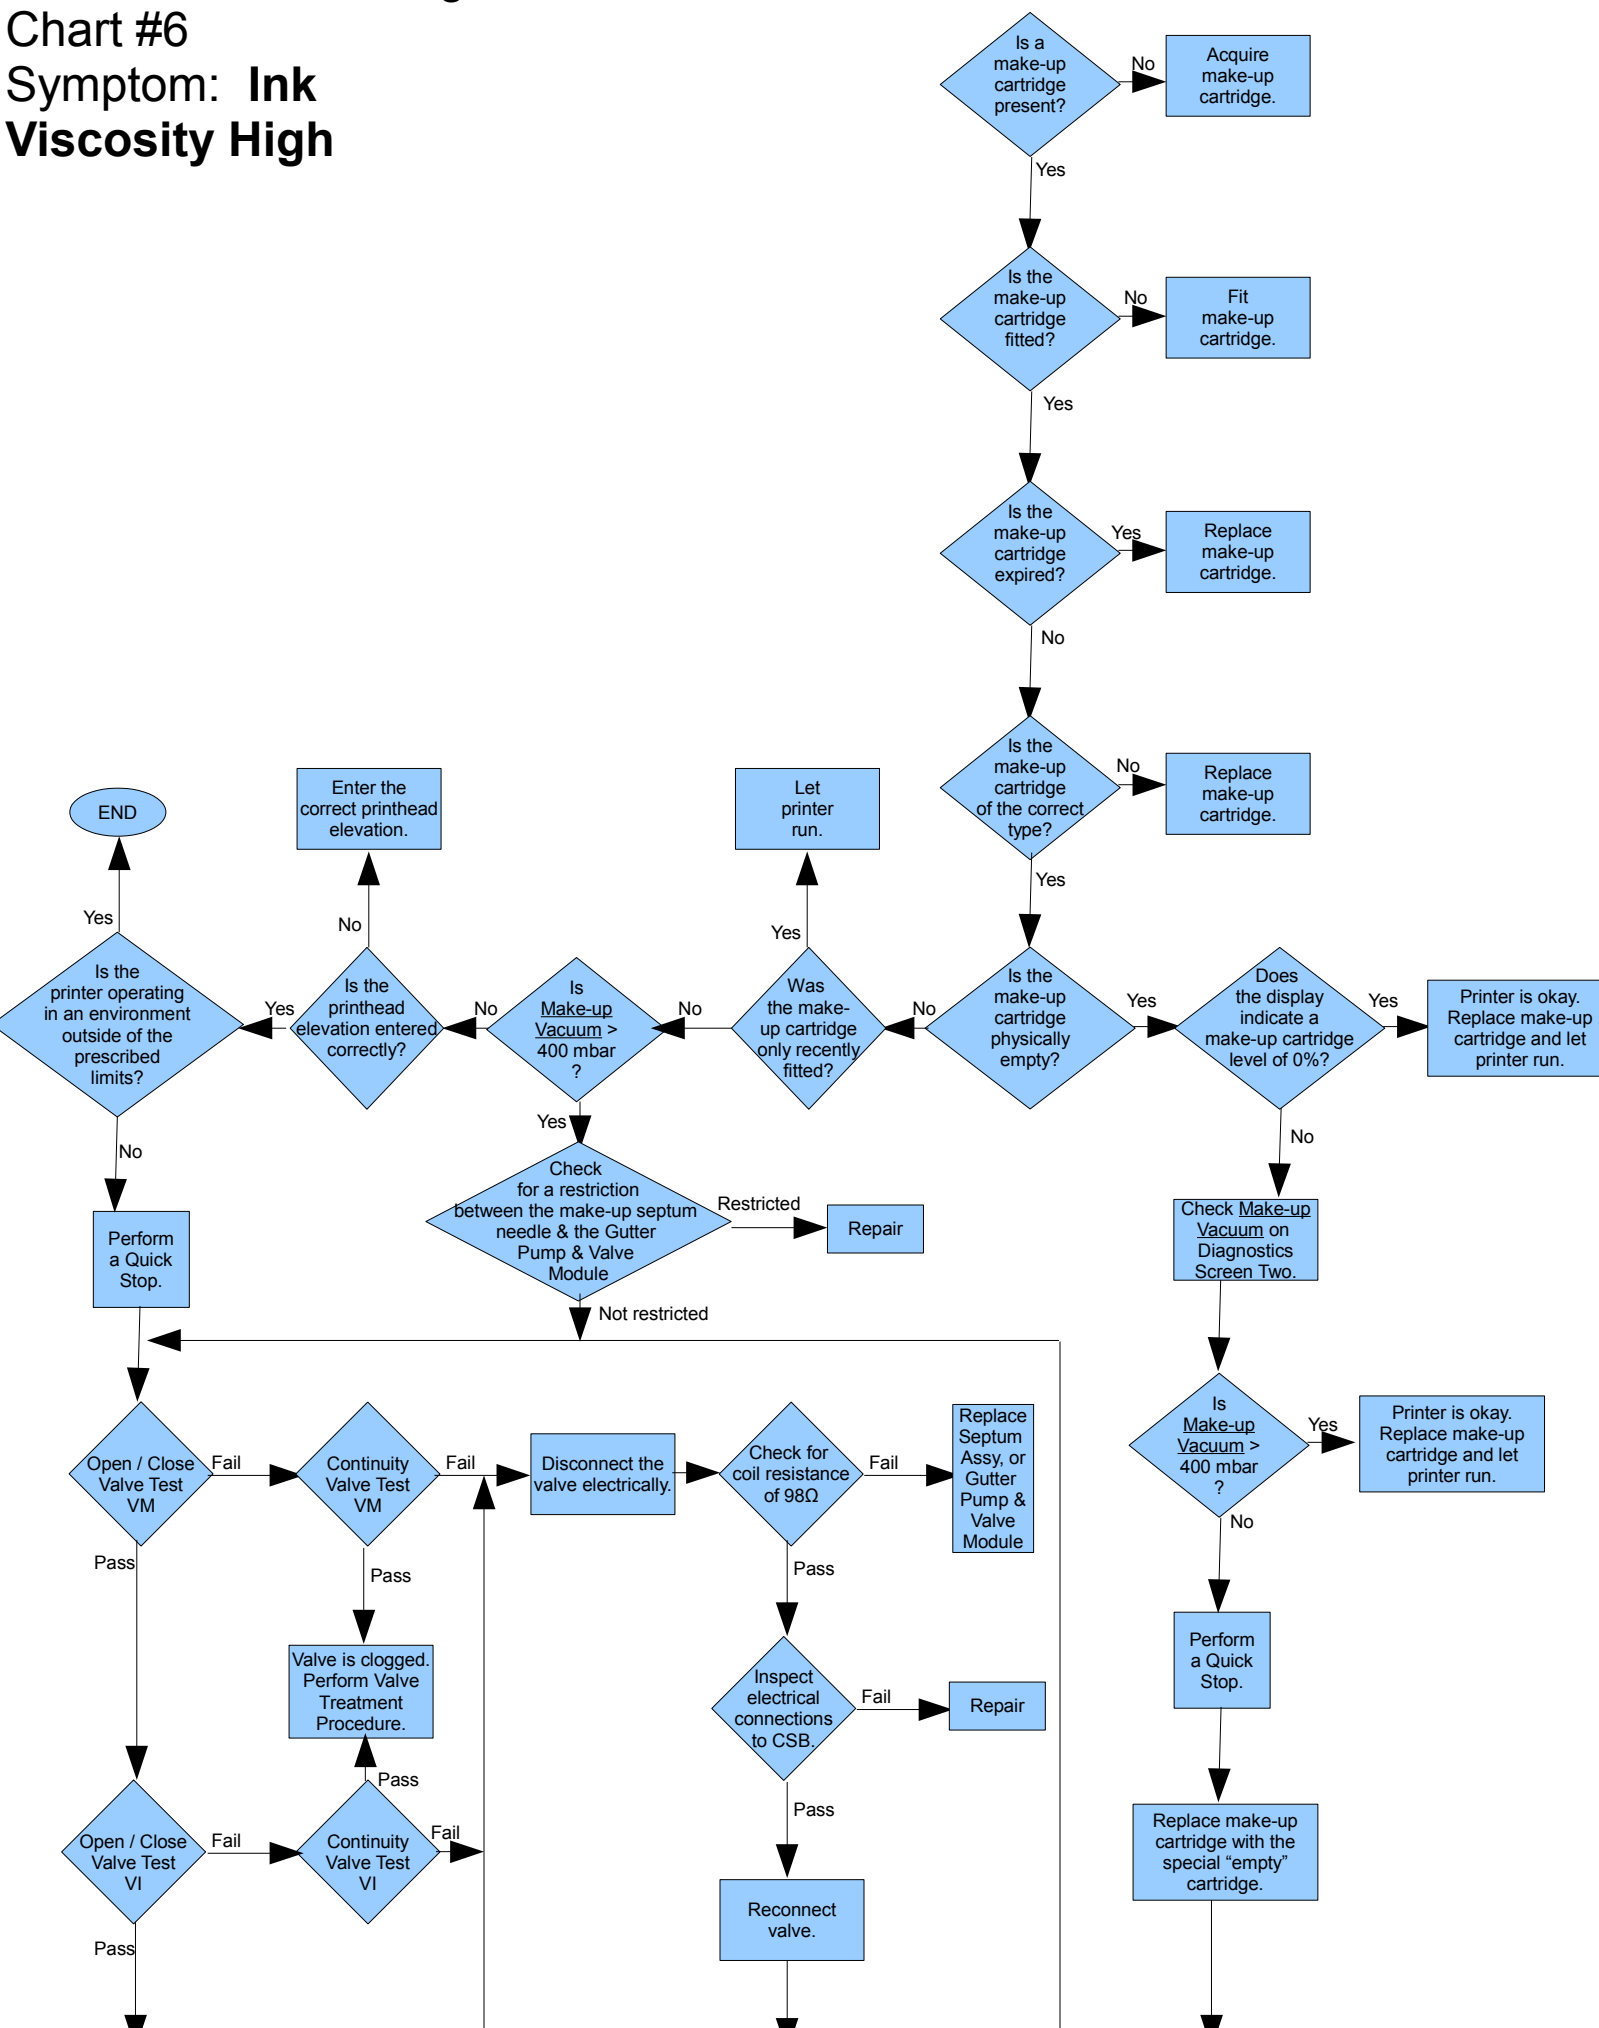 Chart #6
Symptom: Ink
Viscosity High
Is a
make-up
cartridge
present?
No
Acquire
make-up
cartridge.
Yes
Is the
make-up
cartridge
fitted?
No
Fit
make-up
cartridge.
Yes
Is the
make-up
cartridge
expired?
Yes
Replace
make-up
cartridge.
No
Is the
make-up
cartridge
of the correct
type?
No
Replace
make-up
cartridge.
Yes
END
Enter the
correct printhead
elevation.
Let
printer
run.
Yes
No
Yes
Is the
printer operating
in an environment
outside of the
prescribed
limits?
Yes
Is the
printhead
elevation entered
correctly?
No
Is
Make-up
Vacuum >
400 mbar
?
No
Was
the make-
up cartridge
only recently
fitted?
No
Is the
make-up
cartridge
physically
empty?
Yes
Does
the display
indicate a
make-up cartridge
level of 0%?
Yes
Printer is okay.
Replace make-up
cartridge and let
printer run.
No
Yes
No
Check
for a restriction
between the make-up septum
needle & the Gutter
Pump & Valve
Module
Restricted
Repair
Not restricted
Perform
a Quick
Stop.
Check Make-up
Vacuum on
Diagnostics
Screen Two.
Is
Make-up
Vacuum >
400 mbar
?
Yes
Printer is okay.
Replace make-up
cartridge and let
printer run.
No
Open / Close
Valve Test
VM
Fail
Continuity
Valve Test
VM
Fail
Disconnect the
valve electrically.
Check for
coil resistance
of 98Ω
Fail
Replace
Septum
Assy, or
Gutter
Pump &
Valve
Module
Pass
Pass
Pass
Valve is clogged.
Perform Valve
Treatment
Procedure.
Inspect
electrical
connections
to CSB.
Fail
Repair
Perform
a Quick
Stop.
Pass
Pass
Open / Close
Valve Test
VI
Fail
Continuity
Valve Test
VI
Fail
Replace make-up
cartridge with the
special “empty”
cartridge.
Reconnect
valve.
Pass